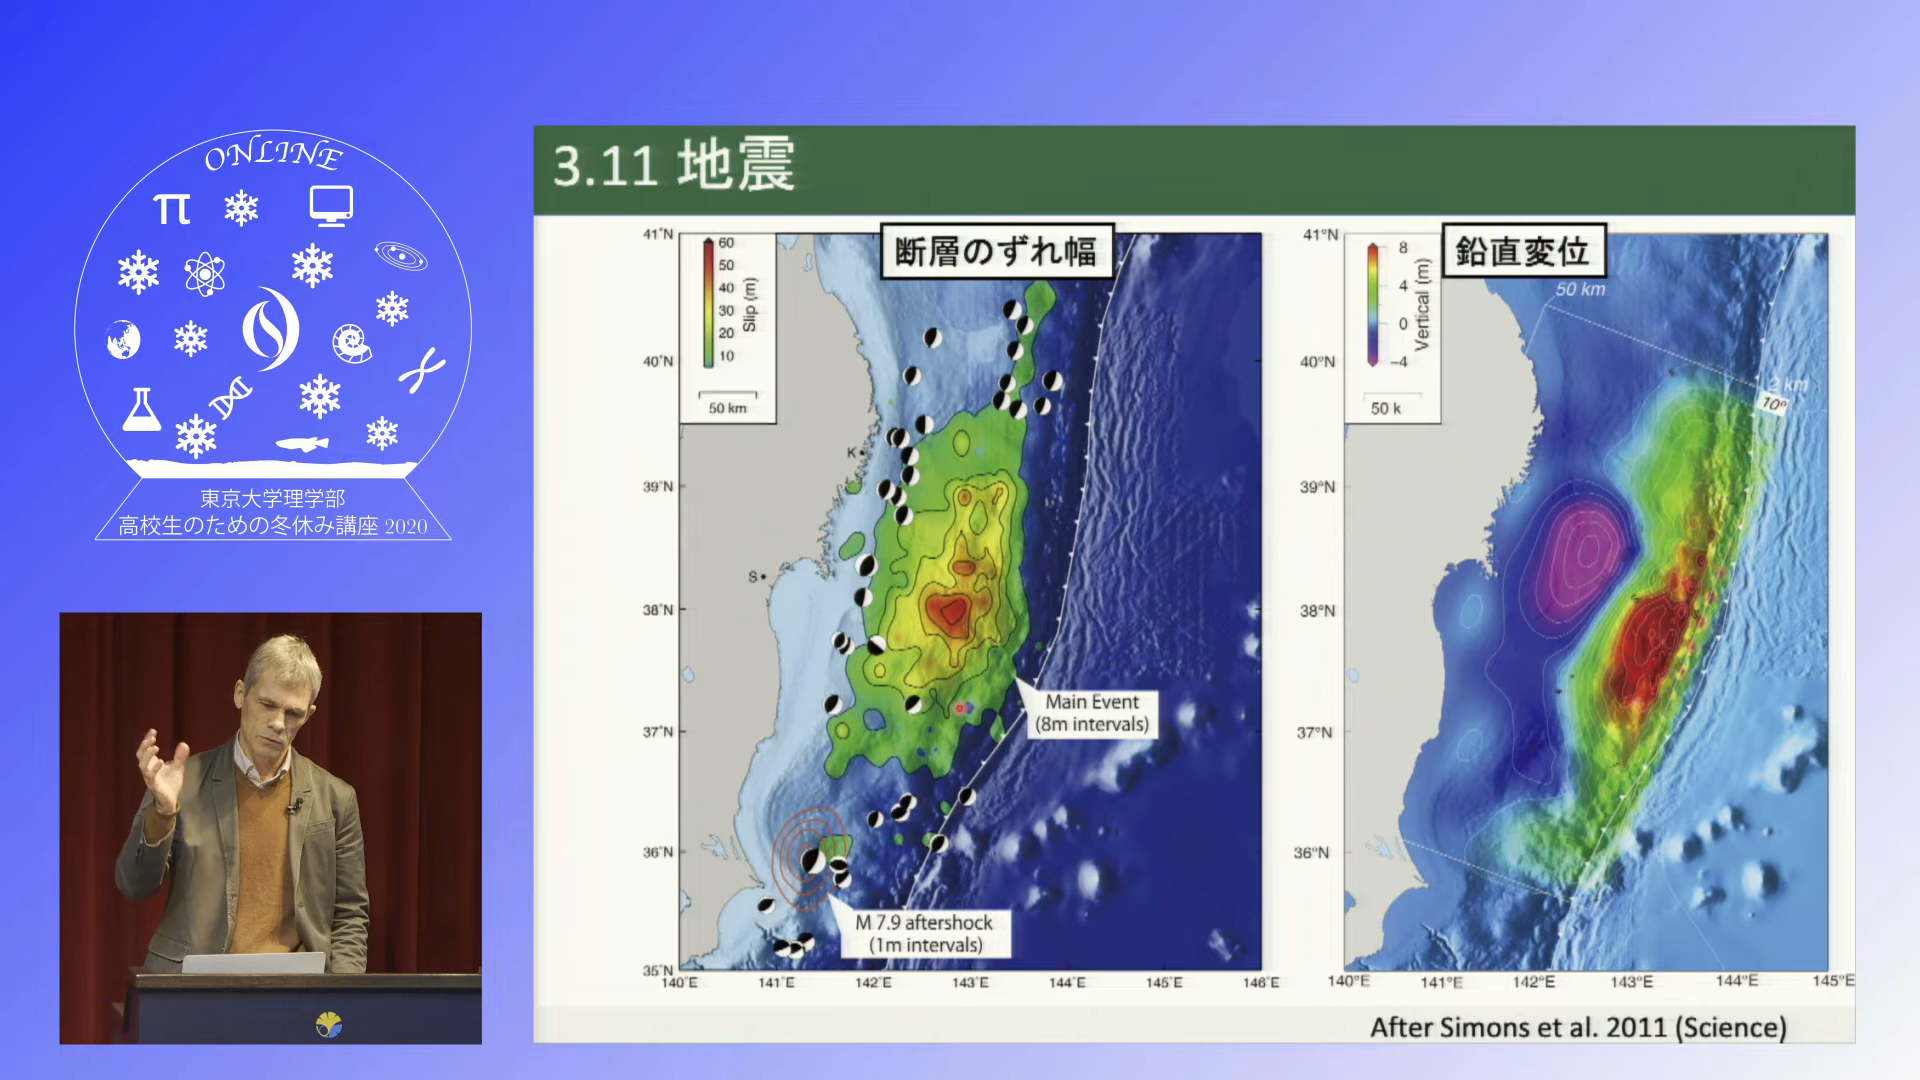 ONLINE
π
東京大学理学部
高校生のための冬休み講座 2020
3.11 地震
断層のずれ幅
41°N
40°N
39°N
38°N
37°N
36°N
35°N
60
50
40
30
20
10
Slip (m)
50 km
K
S
Main Event
(8m intervals)
M 7.9 aftershock
(1m intervals)
140°E
141°E
142°E
143°E
144°E
145°E
146°E
鉛直変位
41°N
40°N
39°N
38°N
37°N
36°N
8
4
0
−4
Vertical (m)
50 k
50 km
2 km
10°
140°E
141°E
142°E
143°E
144°E
145°E
After Simons et al. 2011 (Science)